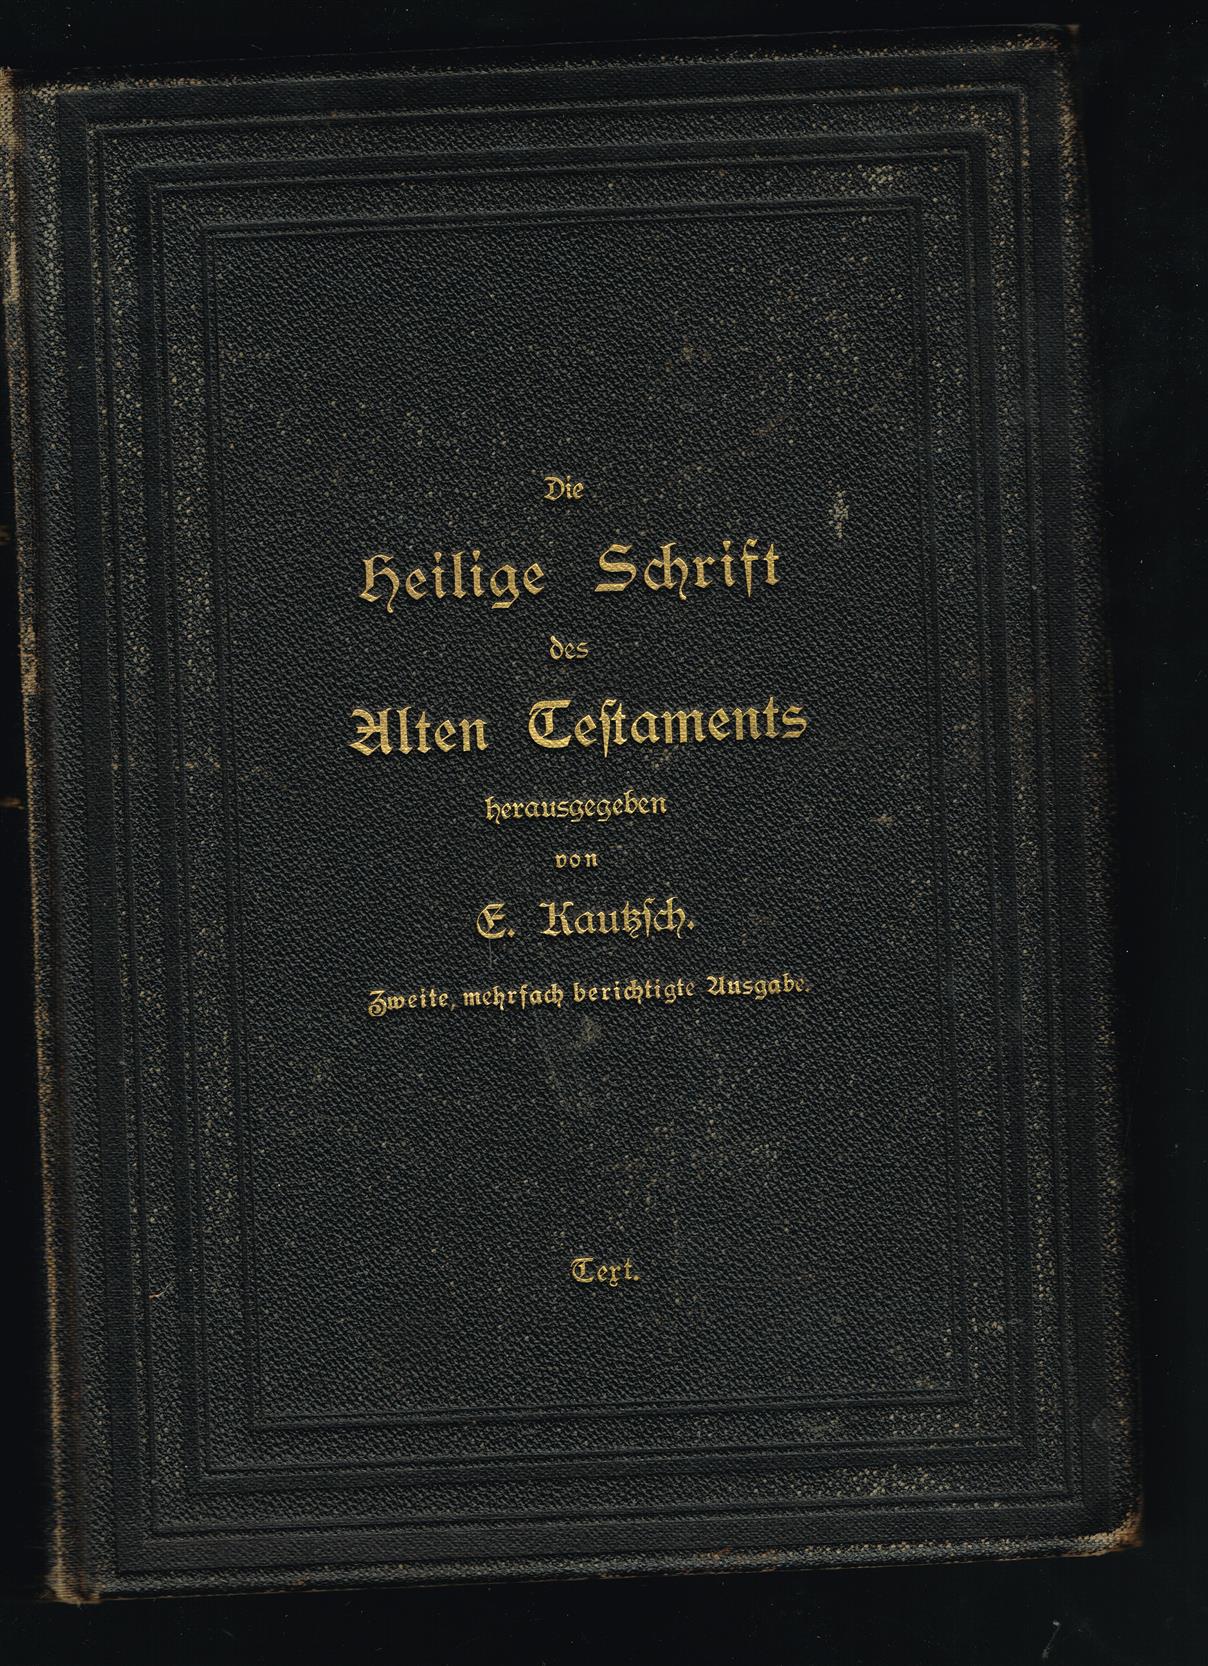 Die
Heilige Schrift
des
Alten Teſtaments
herausgegeben
von
E. Kautzſch.
Zweite, mehrfach berichtigte Ausgabe.
Text.